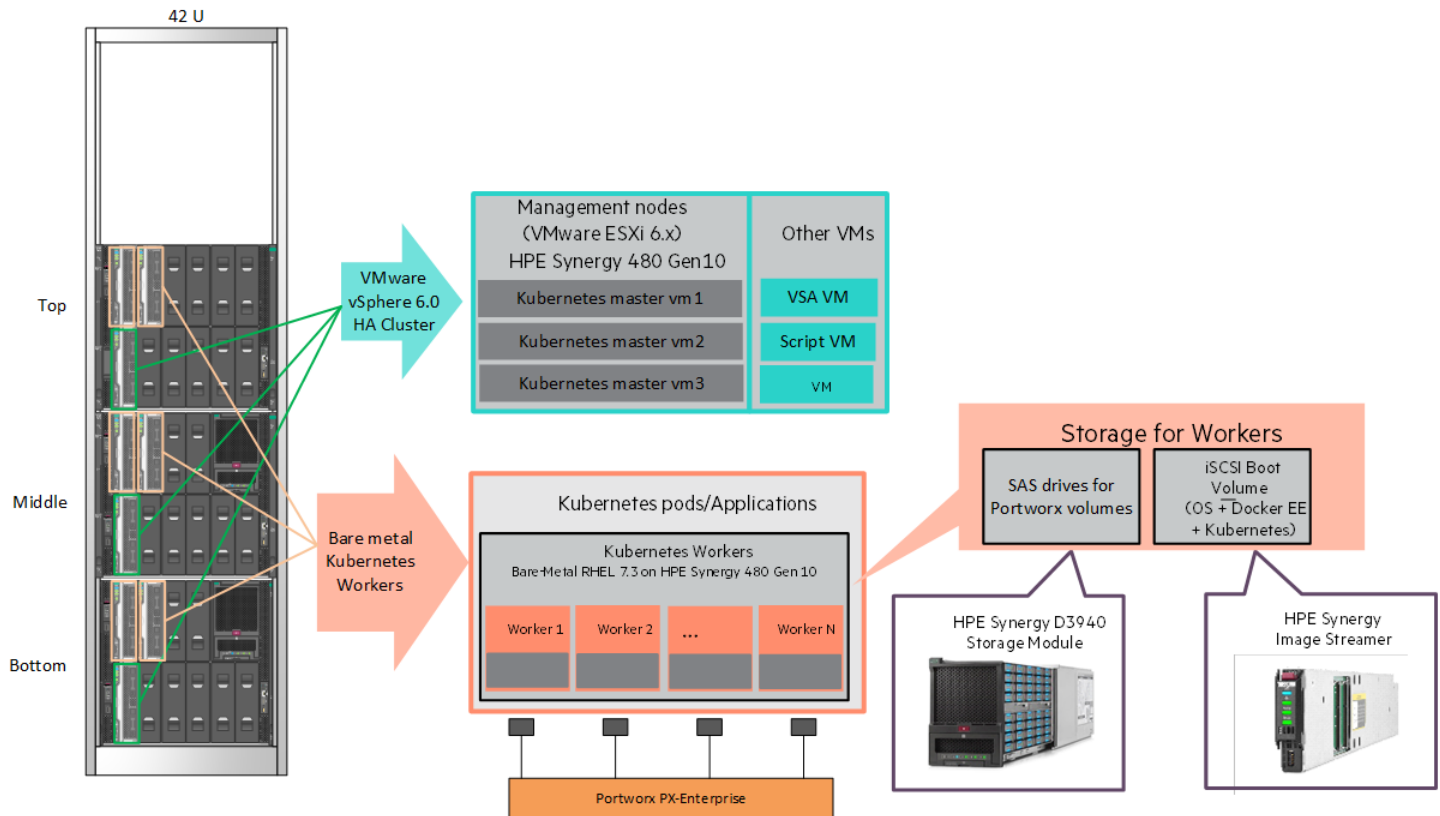 42 U
Top
Middle
Bottom
VMware
vSphere 6.0
HA Cluster
Management nodes
(VMware ESXi 6.x)
HPE Synergy 480 Gen10
Kubernetes master vm1
Kubernetes master vm2
Kubernetes master vm3
Other VMs
VSA VM
Script VM
VM
Bare metal
Kubernetes
Workers
Kubernetes pods/Applications
Kubernetes Workers
Bare-Metal RHEL 7.3 on HPE Synergy 480 Gen10
Worker 1
Worker 2
...
Worker N
Portworx PX-Enterprise
Storage for Workers
SAS drives for
Portworx volumes
iSCSI Boot
Volume
(OS + Docker EE
+ Kubernetes)
HPE Synergy D3940
Storage Module
HPE Synergy
Image Streamer